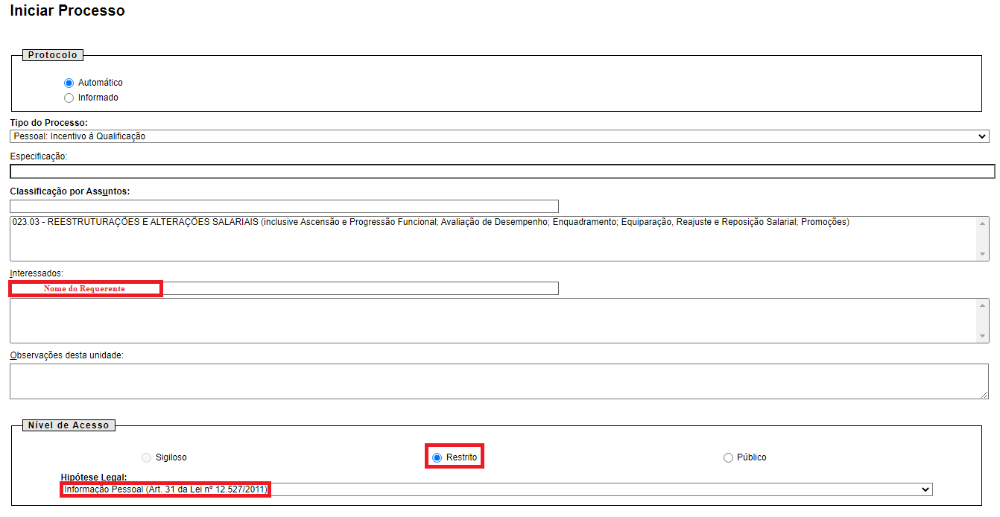 Iniciar Processo
Protocolo
Automático
Informado
Tipo do Processo:
Pessoal: Incentivo à Qualificação
Especificação:
Classificação por Assuntos:
023.03 - REESTRUTURAÇÕES E ALTERAÇÕES SALARIAIS (inclusive Ascensão e Progressão Funcional; Avaliação de Desempenho; Enquadramento; Equiparação, Reajuste e Reposição Salarial; Promoções)
Interessados:
Nome do Requerente
Observações desta unidade:
Nível de Acesso
Sigiloso Restrito Público
Hipótese Legal:
Informação Pessoal (Art. 31 da Lei nº 12.527/2011)